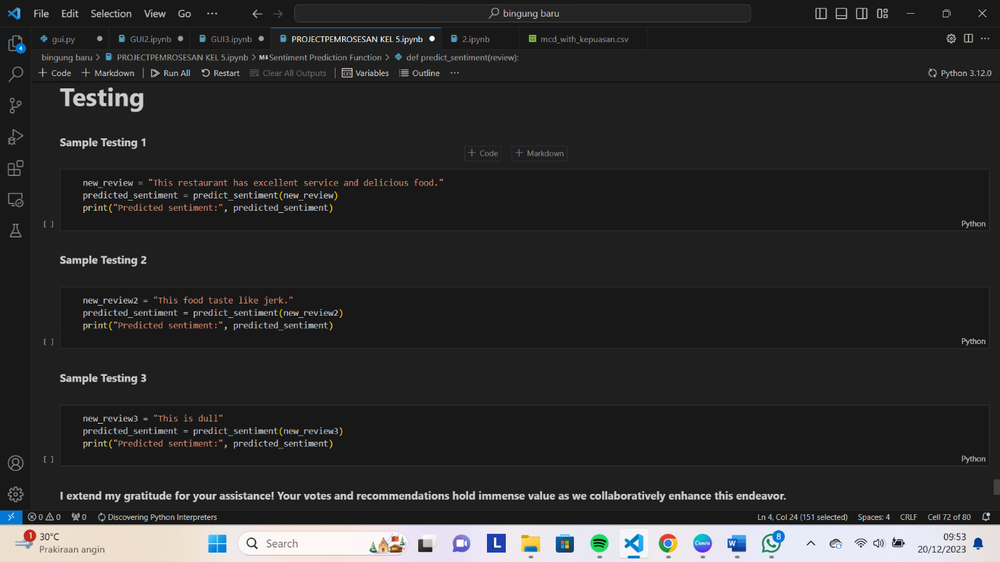 File Edit Selection View Go ··· bingung baru
gui.py GUI2.ipynb GUI3.ipynb PROJECTPEMROSESAN KEL 5.ipynb 2.ipynb mcd_with_kepuasan.csv
4
bingung baru > PROJECTPEMROSESAN KEL 5.ipynb > M↓Sentiment Prediction Function > def predict_sentiment(review):
+ Code + Markdown | Run All Restart Clear All Outputs | Variables Outline ··· Python 3.12.0
Testing
Sample Testing 1
+ Code + Markdown
new_review = "This restaurant has excellent service and delicious food."
predicted_sentiment = predict_sentiment(new_review)
print("Predicted sentiment:", predicted_sentiment)
[ ] Python
Sample Testing 2
new_review2 = "This food taste like jerk."
predicted_sentiment = predict_sentiment(new_review2)
print("Predicted sentiment:", predicted_sentiment)
[ ] Python
Sample Testing 3
new_review3 = "This is dull"
predicted_sentiment = predict_sentiment(new_review3)
print("Predicted sentiment:", predicted_sentiment)
[ ] Python
I extend my gratitude for your assistance! Your votes and recommendations hold immense value as we collaboratively enhance this endeavor.
0 0 0 Discovering Python Interpreters Ln 4, Col 24 (151 selected) Spaces: 4 CRLF Cell 72 of 80
1 30°C
Prakiraan angin
Search
L Canva W 8
09:53
20/12/2023